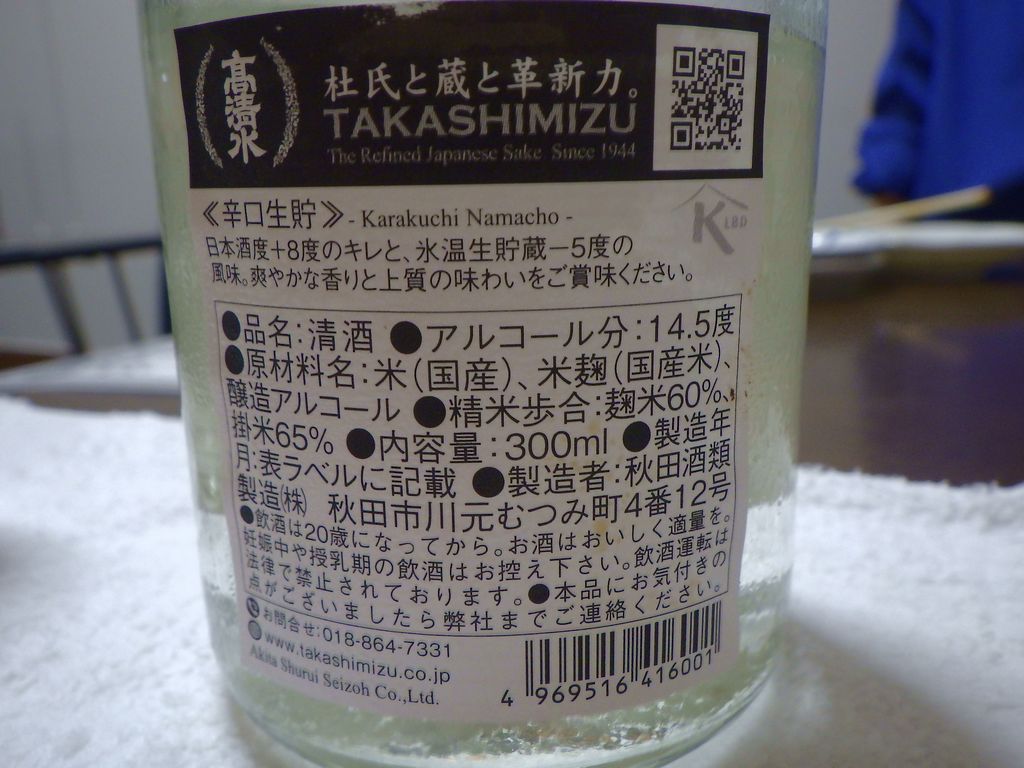 高清水
杜氏と蔵と革新力。
TAKASHIMIZU
The Refined Japanese Sake Since 1944
《辛口生貯》- Karakuchi Namacho -
K L.B.D
日本酒度+8度のキレと、氷温生貯蔵−5度の
風味。爽やかな香りと上質の味わいをご賞味ください。
●品名:清酒 ●アルコール分:14.5度
●原材料名:米(国産)、米麹(国産米)、
醸造アルコール ●精米歩合:麹米60%、
掛米65% ●内容量:300ml ●製造年
月:表ラベルに記載 ●製造者:秋田酒類
製造㈱ 秋田市川元むつみ町4番12号
●飲酒は20歳になってから。お酒はおいしく適量を。
妊娠中や授乳期の飲酒はお控え下さい。飲酒運転は
法律で禁止されております。●本品にお気付きの
点がございましたら弊社までご連絡ください。
お問合せ:018-864-7331
www.takashimizu.co.jp
Akita Shurui Seizoh Co.,Ltd.
4 969516 416001